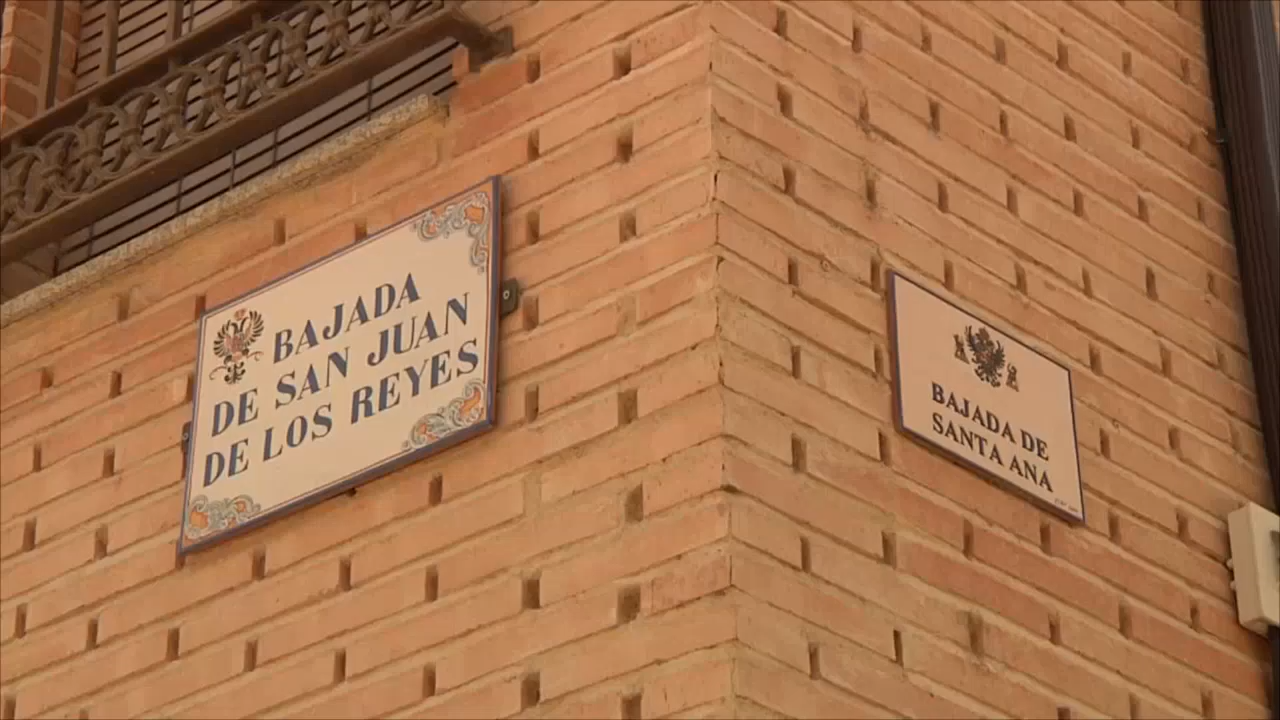 BAJADA
DE SAN JUAN
DE LOS REYES
BAJADA DE
SANTA ANA